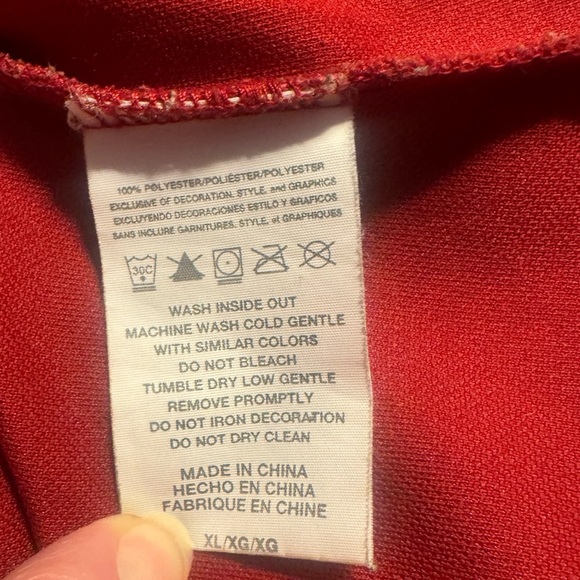 100% POLYESTER/POLIÉSTER/POLYESTER
EXCLUSIVE OF DECORATION, STYLE, and GRAPHICS
EXCLUYENDO DECORACIONES ESTILO Y GRAFICOS
SANS INCLURE GARNITURES, STYLE, et GRAPHIQUES
30C
WASH INSIDE OUT
MACHINE WASH COLD GENTLE
WITH SIMILAR COLORS
DO NOT BLEACH
TUMBLE DRY LOW GENTLE
REMOVE PROMPTLY
DO NOT IRON DECORATION
DO NOT DRY CLEAN
MADE IN CHINA
HECHO EN CHINA
FABRIQUE EN CHINE
XL/XG/XG